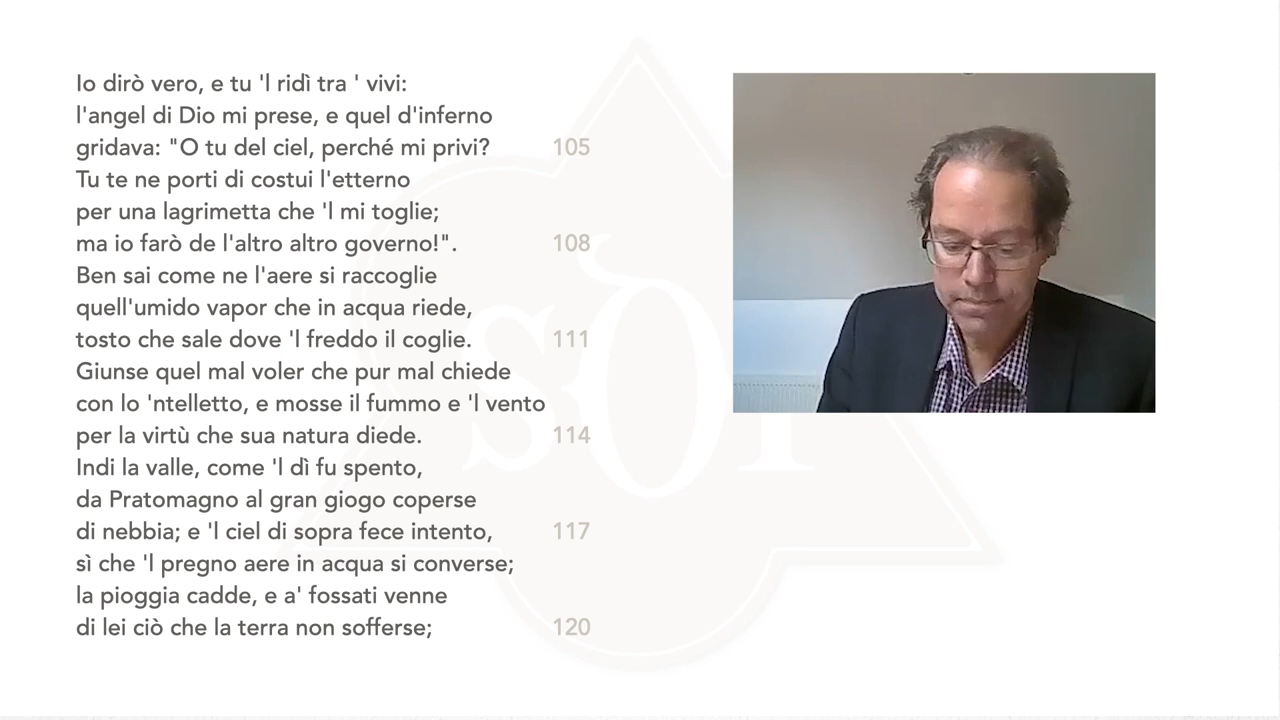 Io dirò vero, e tu 'l ridì tra ' vivi:
l'angel di Dio mi prese, e quel d'inferno
gridava: "O tu del ciel, perché mi privi? 105
Tu te ne porti di costui l'etterno
per una lagrimetta che 'l mi toglie;
ma io farò de l'altro altro governo!". 108
Ben sai come ne l'aere si raccoglie
quell'umido vapor che in acqua riede,
tosto che sale dove 'l freddo il coglie. 111
Giunse quel mal voler che pur mal chiede
con lo 'ntelletto, e mosse il fummo e 'l vento
per la virtù che sua natura diede. 114
Indi la valle, come 'l dì fu spento,
da Pratomagno al gran giogo coperse
di nebbia; e 'l ciel di sopra fece intento, 117
sì che 'l pregno aere in acqua si converse;
la pioggia cadde, e a' fossati venne
di lei ciò che la terra non sofferse; 120